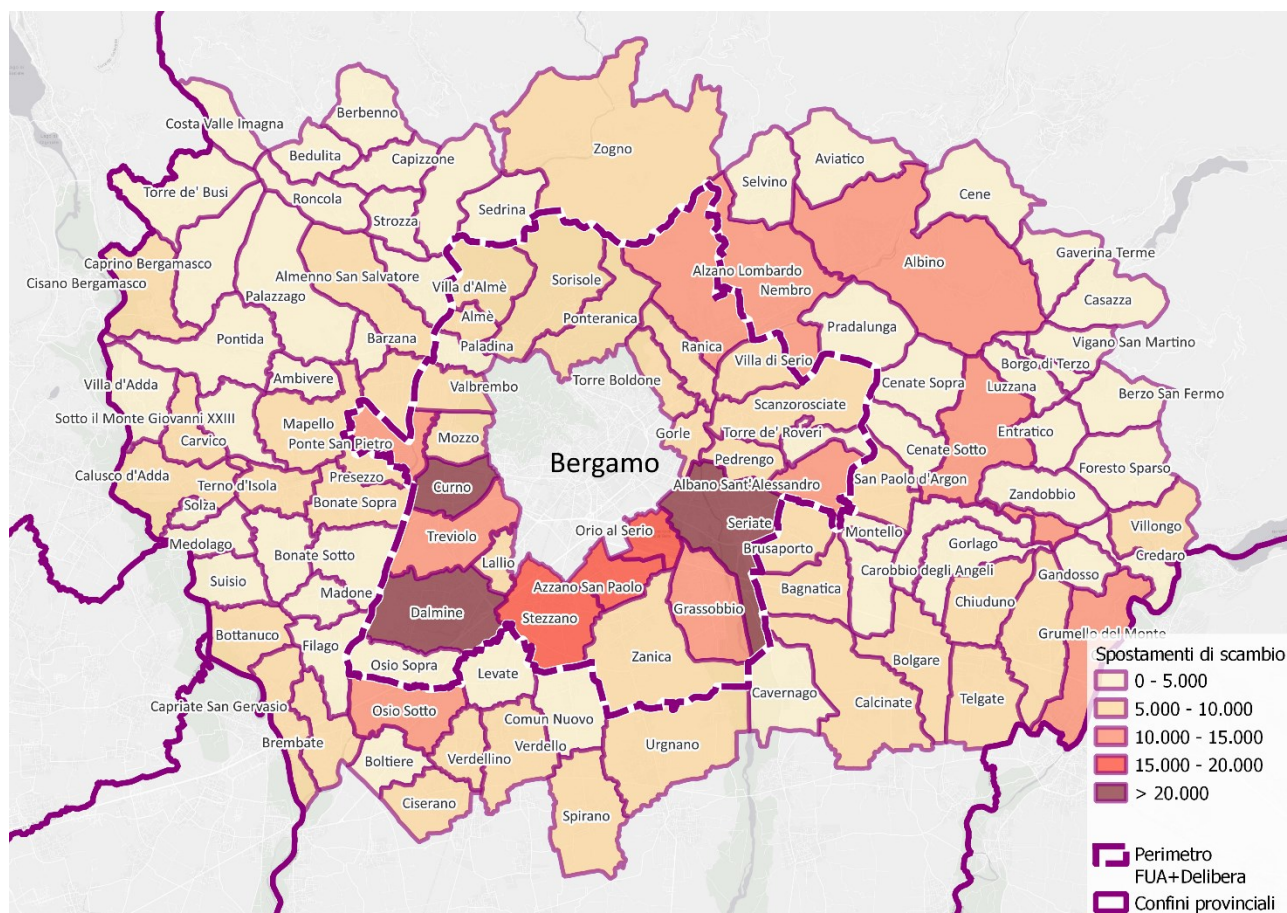 Berbenno
Costa Valle Imagna
Zogno
Bedulita
Capizzone
Aviatico
Selvino
Torre de' Busi
Roncola
Cene
Strozza
Sedrina
Caprino Bergamasco
Gaverina Terme
Albino
Cisano Bergamasco
Almenno San Salvatore
Villa d'Almè
Sorisole
Alzano Lombardo
Nembro
Palazzago
Casazza
Almè
Ponteranica
Pradalunga
Pontida
Barzana
Paladina
Ranica
Villa di Serio
Vigano San Martino
Borgo di Terzo
Villa d'Adda
Ambivere
Valbrembo
Torre Boldone
Cenate Sopra
Luzzana
Berzo San Fermo
Scanzorosciate
Sotto il Monte Giovanni XXIII
Mapello
Carvico
Ponte San Pietro
Mozzo
Gorle
Torre de' Roveri
Entratico
Cenate Sotto
Bergamo
Pedrengo
Foresto Sparso
Calusco d'Adda
Terno d'Isola
Presezzo
Curno
Albano Sant'Alessandro
San Paolo d'Argon
Zandobbio
Solza
Bonate Sopra
Orio al Serio
Seriate
Villongo
Medolago
Treviolo
Montello
Gorlago
Bonate Sotto
Lallio
Brusaporto
Credaro
Suisio
Madone
Azzano San Paolo
Bagnatica
Carobbio degli Angeli
Gandosso
Chiuduno
Dalmine
Stezzano
Grassobbio
Bottanuco
Filago
Zanica
Grumello del Monte
Osio Sopra
Levate
Bolgare
Cavernago
Calcinate
Telgate
Capriate San Gervasio
Osio Sotto
Comun Nuovo
Brembate
Verdellino
Verdello
Urgnano
Boltiere
Ciserano
Spirano
Spostamenti di scambio
0 - 5.000
5.000 - 10.000
10.000 - 15.000
15.000 - 20.000
> 20.000
Perimetro
FUA+Delibera
Confini provinciali